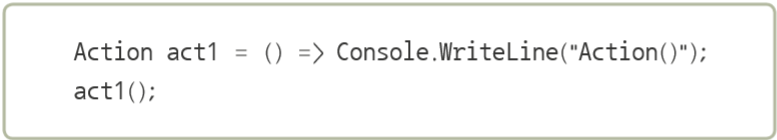 Action act1 = () => Console.WriteLine("Action()");
act1();